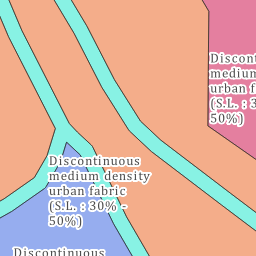 Discont
medium
urban f
(S.L. : 3
50%)
Discontinuous
medium density
urban fabric
(S.L. : 30% -
50%)
Discontinuous